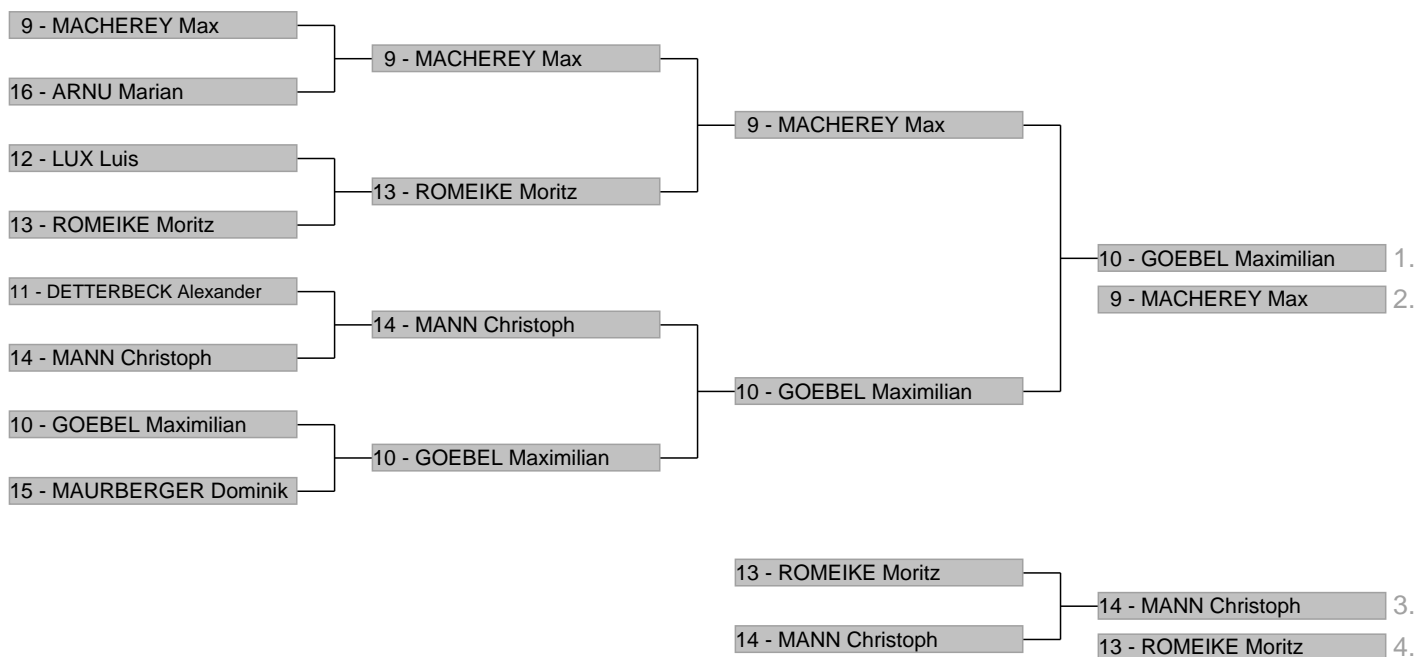 9 - MACHEREY Max
16 - ARNU Marian
12 - LUX Luis
13 - ROMEIKE Moritz
11 - DETTERBECK Alexander
14 - MANN Christoph
10 - GOEBEL Maximilian
15 - MAURBERGER Dominik
9 - MACHEREY Max
13 - ROMEIKE Moritz
14 - MANN Christoph
10 - GOEBEL Maximilian
9 - MACHEREY Max
10 - GOEBEL Maximilian
10 - GOEBEL Maximilian 1.
9 - MACHEREY Max 2.
13 - ROMEIKE Moritz
14 - MANN Christoph
14 - MANN Christoph 3.
13 - ROMEIKE Moritz 4.